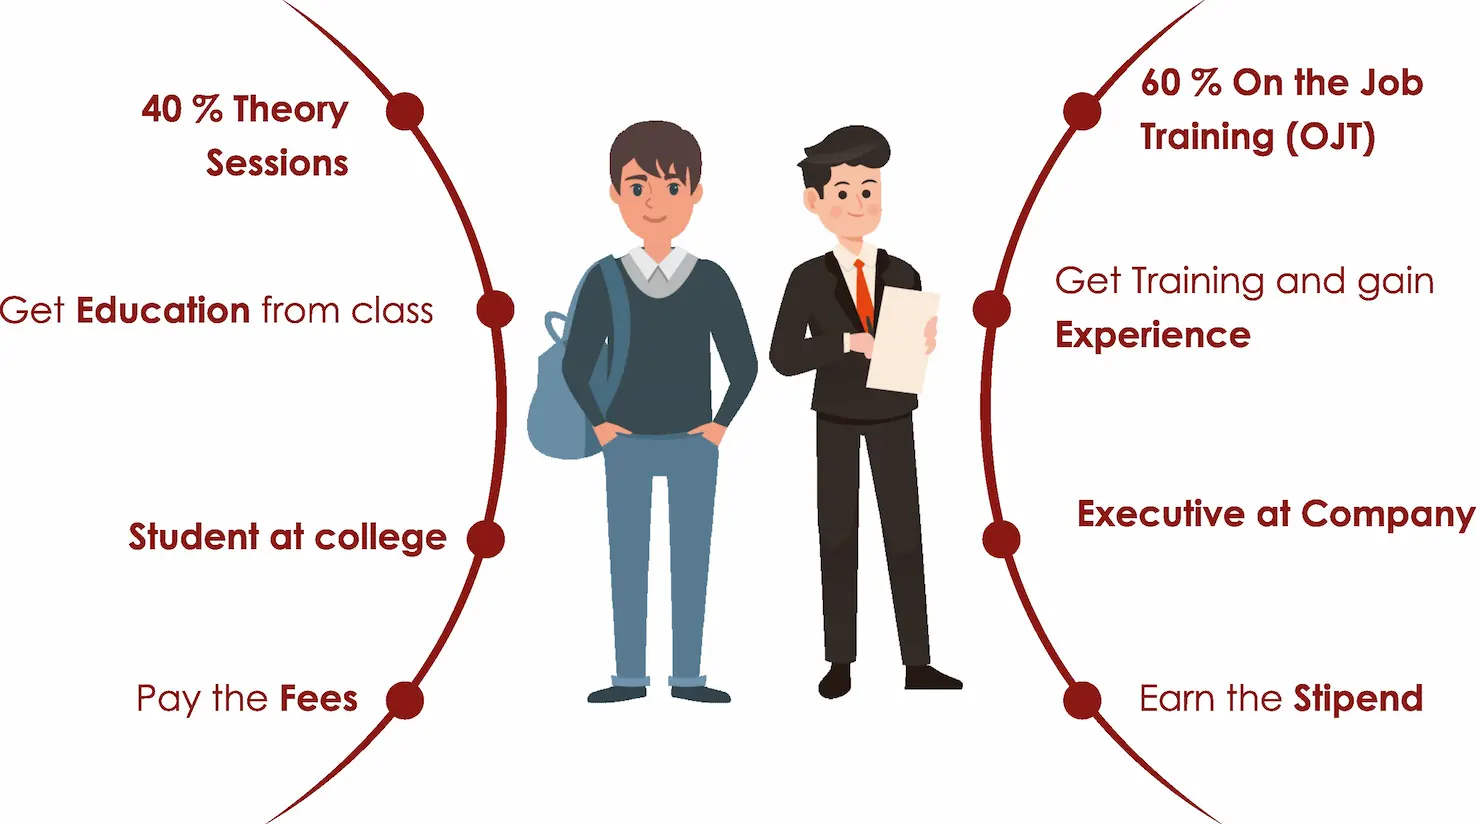 40 % Theory
Sessions
Get Education from class
Student at college
Pay the Fees
60 % On the Job
Training (OJT)
Get Training and gain
Experience
Executive at Company
Earn the Stipend